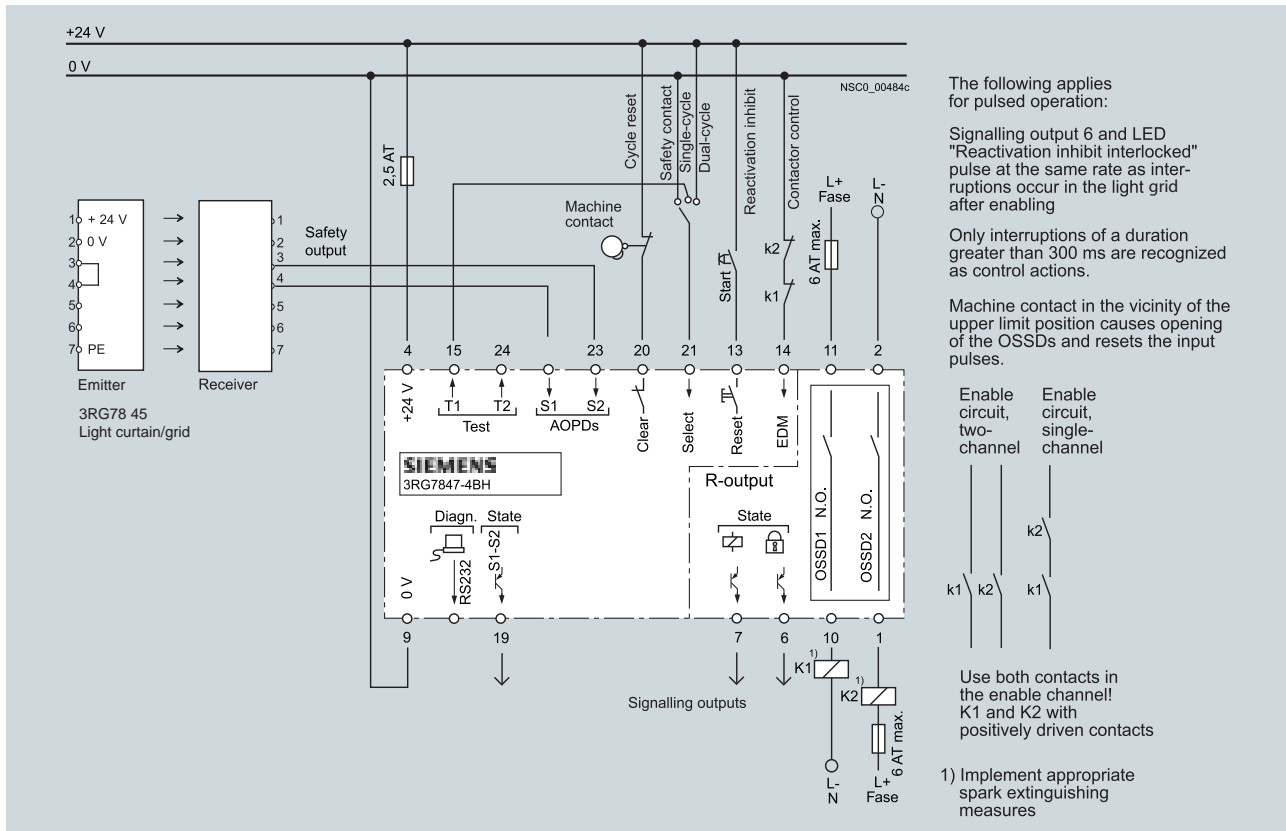 +24 V
0 V
NSC0_00484c
2,5 AT
Cycle reset
Safety contact
Single-cycle
Dual-cycle
Reactivation inhibit
Contactor control
L+
Fase
L-
N
6 AT max.
Machine
contact
Start
k2
k1
1 + 24 V
2 0 V
3
4
5
6
7 PE
Emitter
1
2
3
4
5
6
7
Receiver
Safety
output
3RG78 45
Light curtain/grid
4 15 24 23 20 21 13 14 11 2
+24 V
T1 T2
Test
S1 S2
AOPDs
Clear
Select
Reset
EDM
SIEMENS
3RG7847-4BH
R-output
Diagn. State
RS232
S1-S2
State
0 V
OSSD1 N.O.
OSSD2 N.O.
9 19 7 6 10 1
Signalling outputs
K1 1)
K2 1)
6 AT max.
L-
N
L+
Fase
The following applies
for pulsed operation:
Signalling output 6 and LED
"Reactivation inhibit interlocked"
pulse at the same rate as inter-
ruptions occur in the light grid
after enabling
Only interruptions of a duration
greater than 300 ms are recognized
as control actions.
Machine contact in the vicinity of the
upper limit position causes opening
of the OSSDs and resets the input
pulses.
Enable
circuit,
two-
channel
Enable
circuit,
single-
channel
k2
k1 k2 k1
Use both contacts in
the enable channel!
K1 and K2 with
positively driven contacts
1) Implement appropriate
spark extinguishing
measures